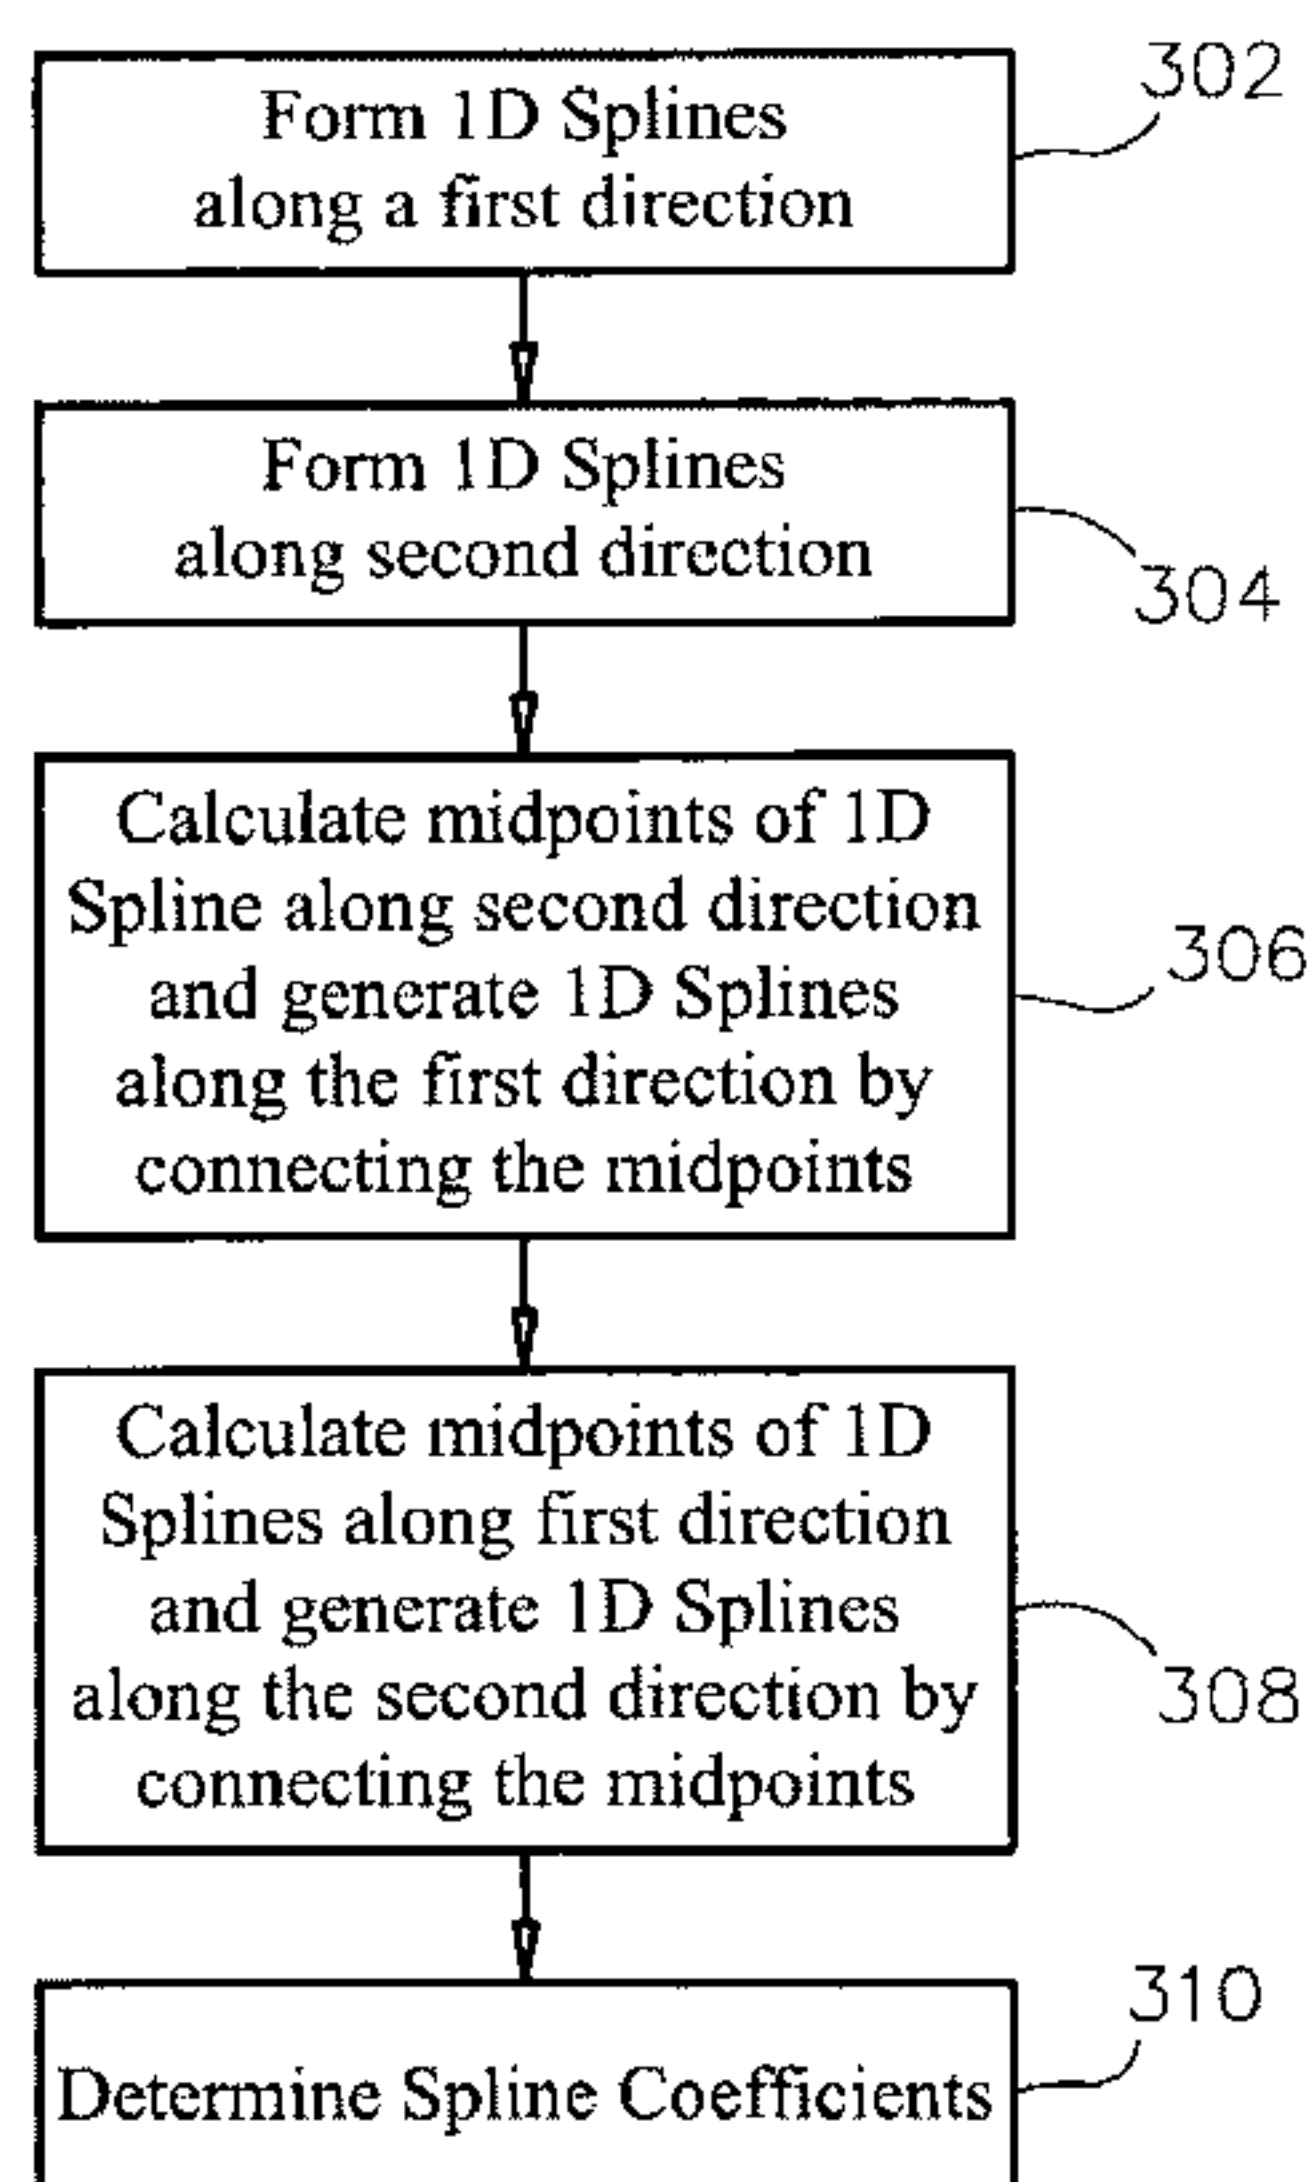 Form 1D Splines
along a first direction
302
Form 1D Splines
along second direction
304
Calculate midpoints of 1D
Spline along second direction
and generate 1D Splines
along the first direction by
connecting the midpoints
306
Calculate midpoints of 1D
Splines along first direction
and generate 1D Splines
along the second direction by
connecting the midpoints
308
Determine Spline Coefficients
310